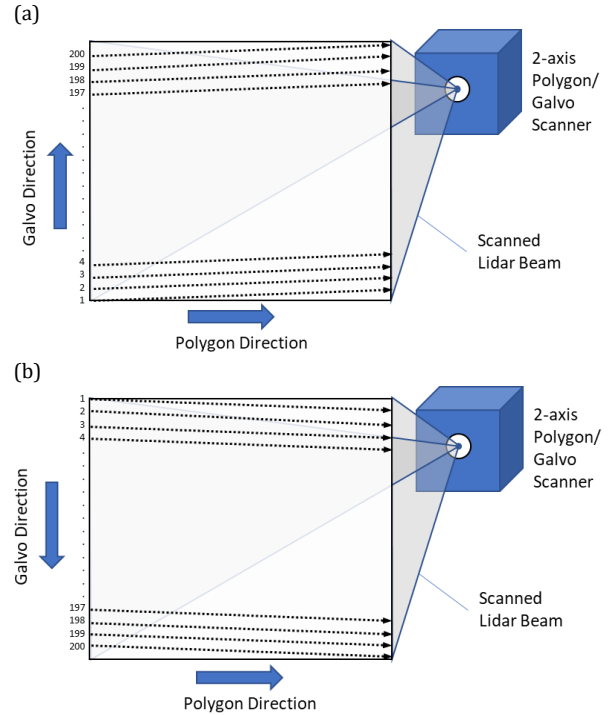 (a)
200
199
198
197
4
3
2
1
Galvo Direction
Polygon Direction
2-axis
Polygon/
Galvo
Scanner
Scanned
Lidar Beam
(b)
1
2
3
4
197
198
199
200
Galvo Direction
Polygon Direction
2-axis
Polygon/
Galvo
Scanner
Scanned
Lidar Beam